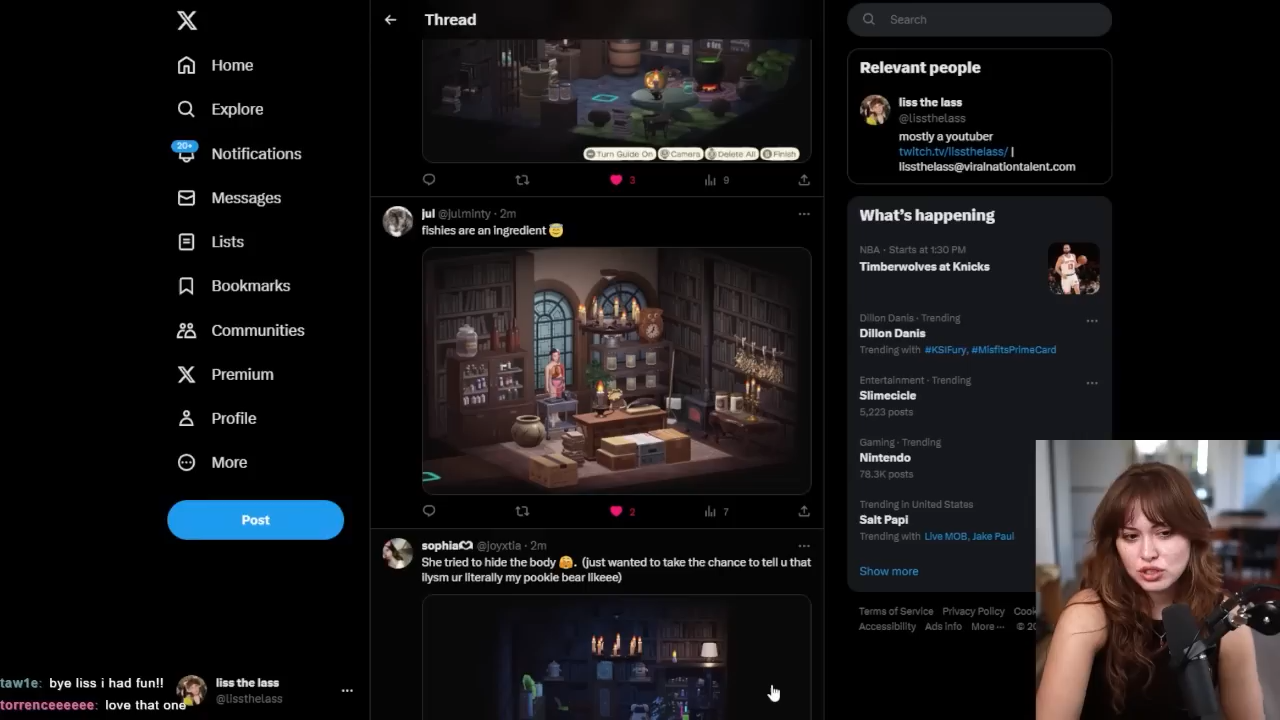 Home
Explore
20+
Notifications
Messages
Lists
Bookmarks
Communities
Premium
Profile
More
Post
taw1e: bye liss i had fun!!
torrenceeeeee: love that one
liss the lass
@lissthelass
Thread
Turn Guide On
Camera
Delete All
Finish
3
9
jul @julminty · 2m
fishies are an ingredient 😇
2
7
sophia @joyxtia · 2m
She tried to hide the body 🤗. (just wanted to take the chance to tell u that
ilysm ur literally my pookie bear likeee)
Search
Relevant people
liss the lass
@lissthelass
mostly a youtuber
twitch.tv/lissthelass/ |
lissthelass@viralnationtalent.com
What's happening
NBA · Starts at 1:30 PM
Timberwolves at Knicks
Dillon Danis · Trending
Dillon Danis
Trending with #KSIFury, #MisfitsPrimeCard
Entertainment · Trending
Slimecicle
5,223 posts
Gaming · Trending
Nintendo
78.3K posts
Trending in United States
Salt Papi
Trending with Live MOB, Jake Paul
Show more
Terms of Service Privacy Policy Cook
Accessibility Ads info More ··· © 20